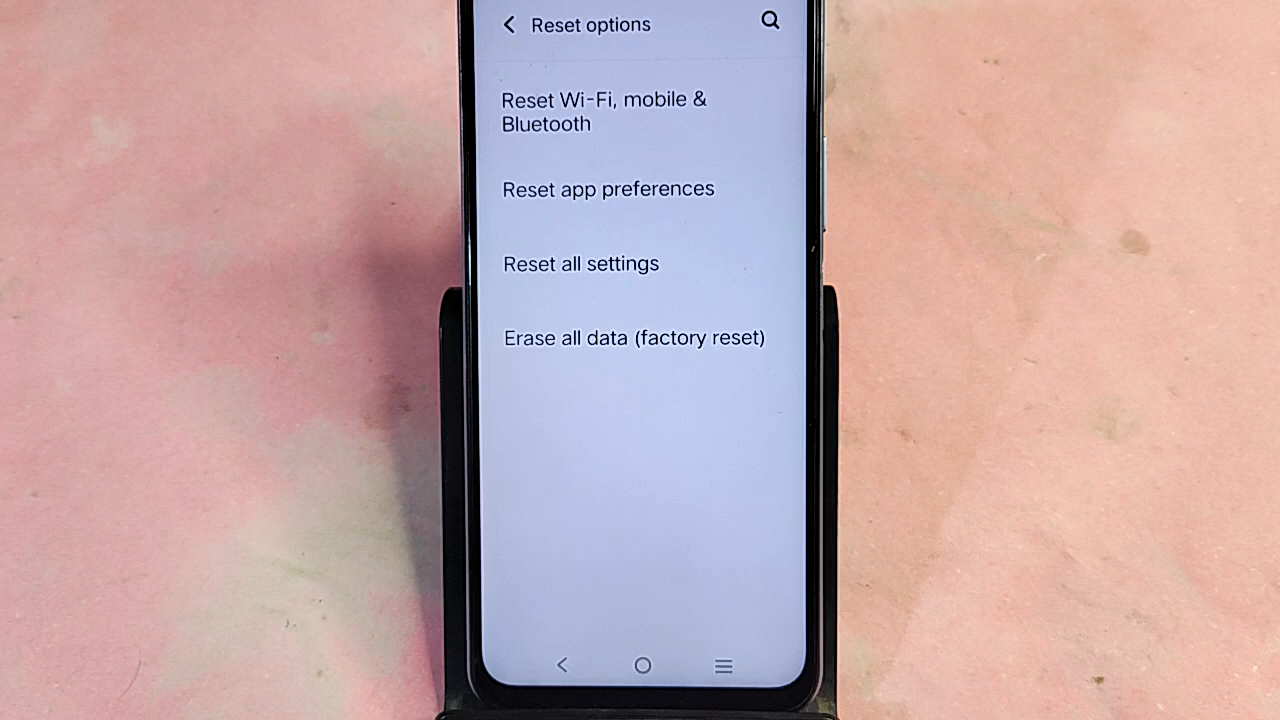 Reset options
Reset Wi-Fi, mobile &
Bluetooth
Reset app preferences
Reset all settings
Erase all data (factory reset)